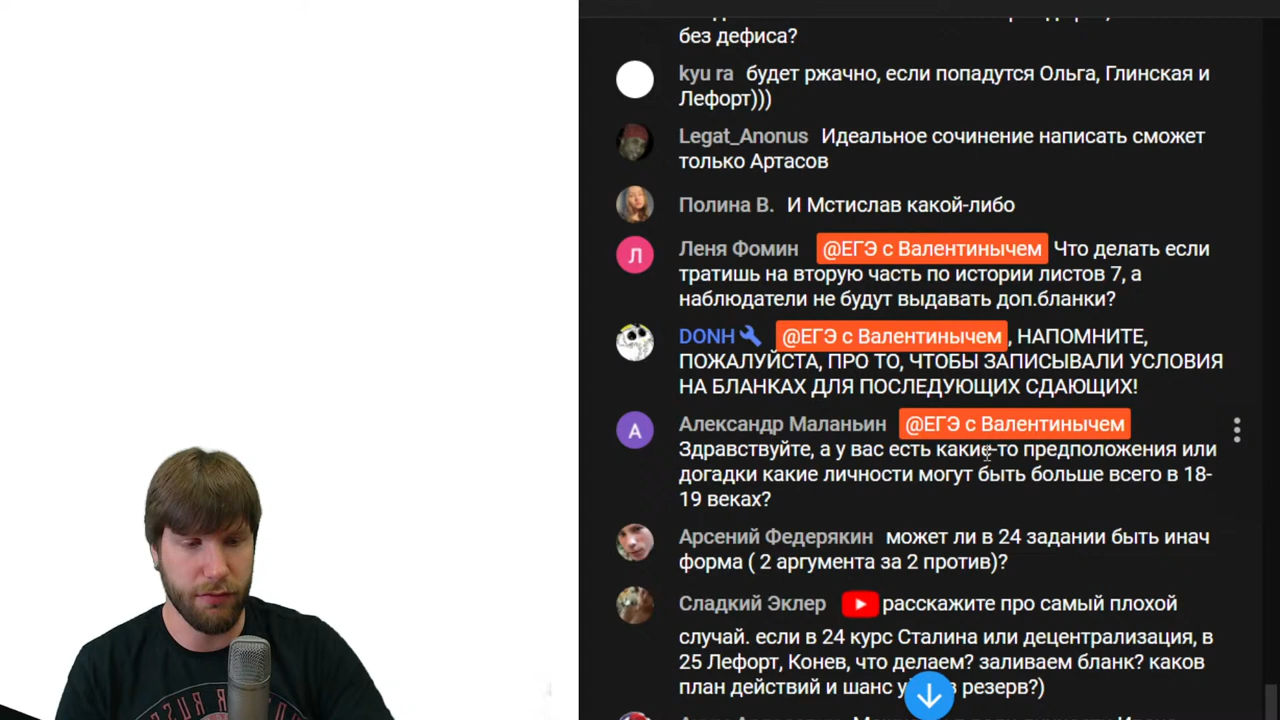 без дефиса?
kyu ra будет ржачно, если попадутся Ольга, Глинская и
Лефорт)))
Legat_Anonus Идеальное сочинение написать сможет
только Артасов
Полина В. И Мстислав какой-либо
Л
Леня Фомин @ЕГЭ с Валентинычем Что делать если
тратишь на вторую часть по истории листов 7, а
наблюдатели не будут выдавать доп.бланки?
DONH @ЕГЭ с Валентинычем , НАПОМНИТЕ,
ПОЖАЛУЙСТА, ПРО ТО, ЧТОБЫ ЗАПИСЫВАЛИ УСЛОВИЯ
НА БЛАНКАХ ДЛЯ ПОСЛЕДУЮЩИХ СДАЮЩИХ!
А
Александр Маланьин @ЕГЭ с Валентинычем
Здравствуйте, а у вас есть какие-то предположения или
догадки какие личности могут быть больше всего в 18-
19 веках?
Арсений Федерякин может ли в 24 задании быть инач
форма ( 2 аргумента за 2 против)?
Сладкий Эклер расскажите про самый плохой
случай. если в 24 курс Сталина или децентрализация, в
25 Лефорт, Конев, что делаем? заливаем бланк? каков
план действий и шанс в резерв?)